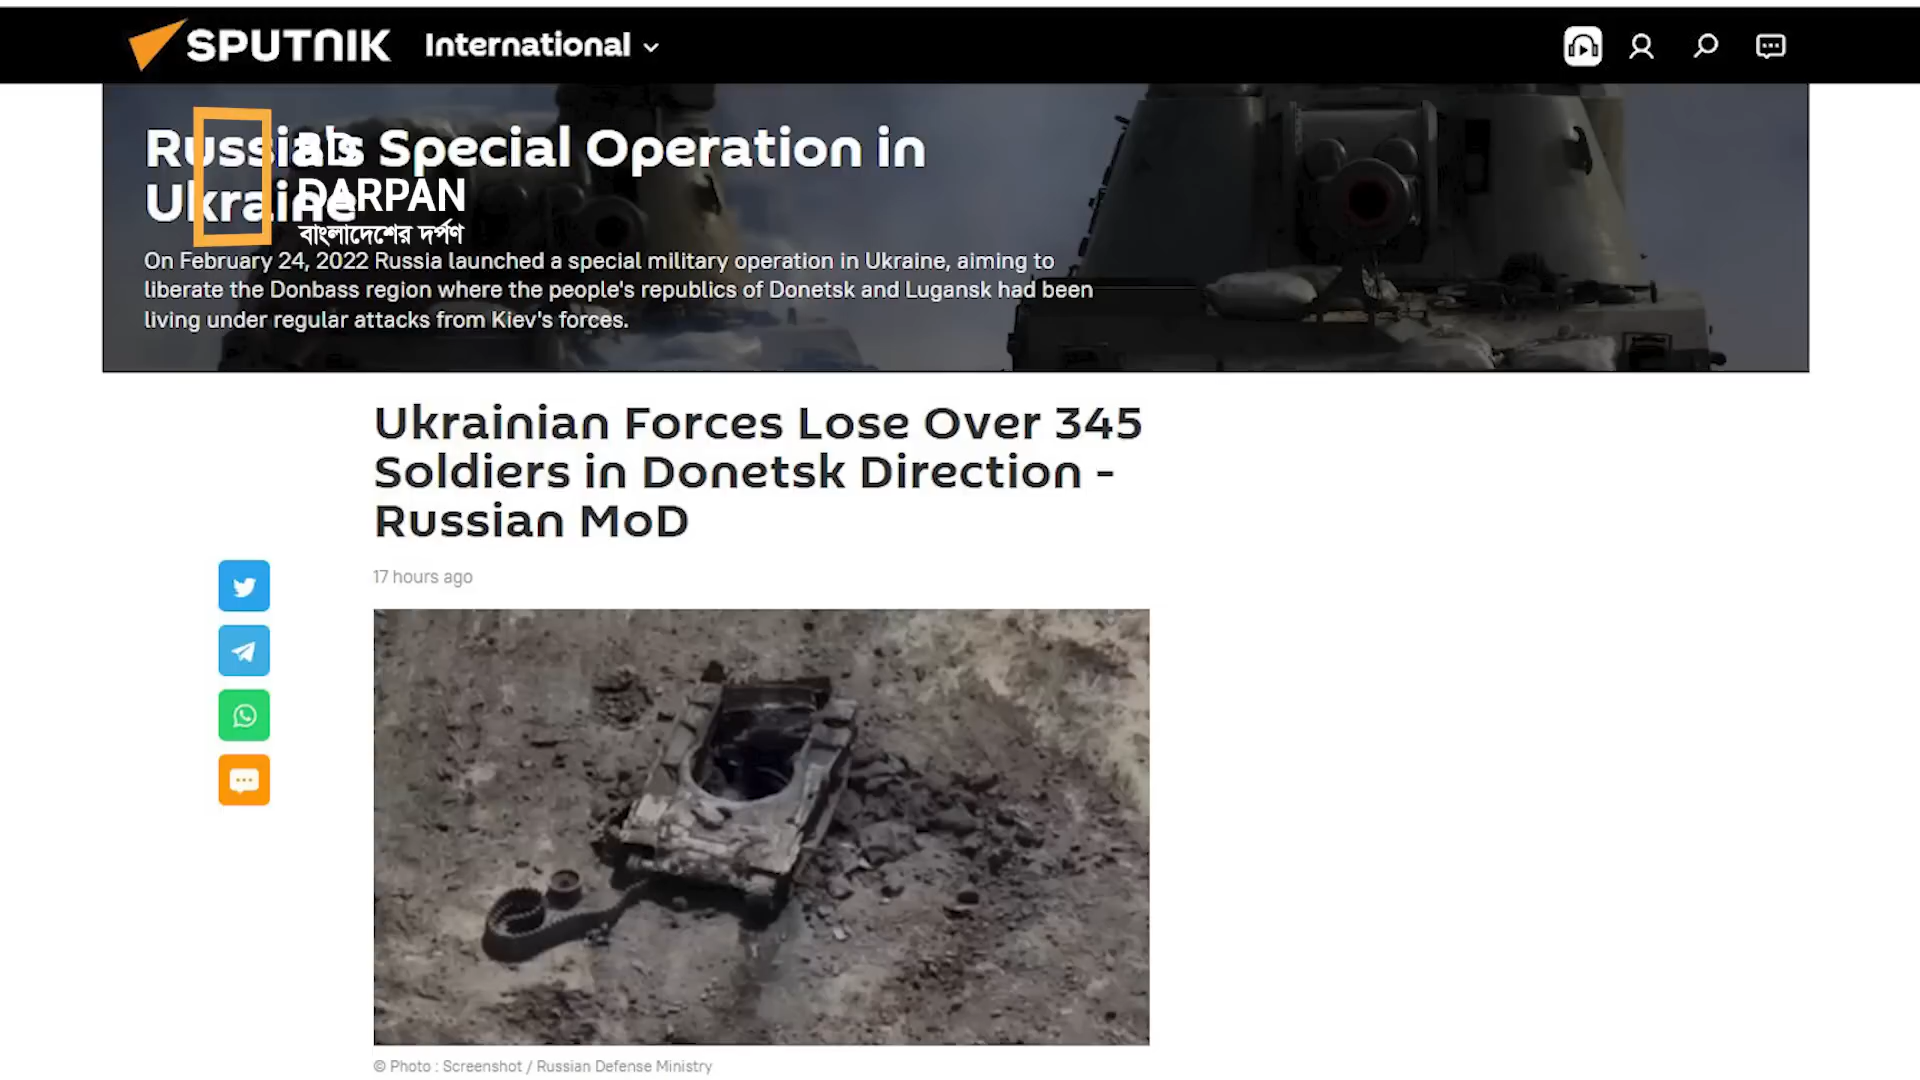 SPUTNIK International
Russia's Special Operation in
Ukraine
BD
DARPAN
বাংলাদেশের দর্পণ
On February 24, 2022 Russia launched a special military operation in Ukraine, aiming to
liberate the Donbass region where the people's republics of Donetsk and Lugansk had been
living under regular attacks from Kiev's forces.
Ukrainian Forces Lose Over 345
Soldiers in Donetsk Direction -
Russian MoD
17 hours ago
© Photo : Screenshot / Russian Defense Ministry